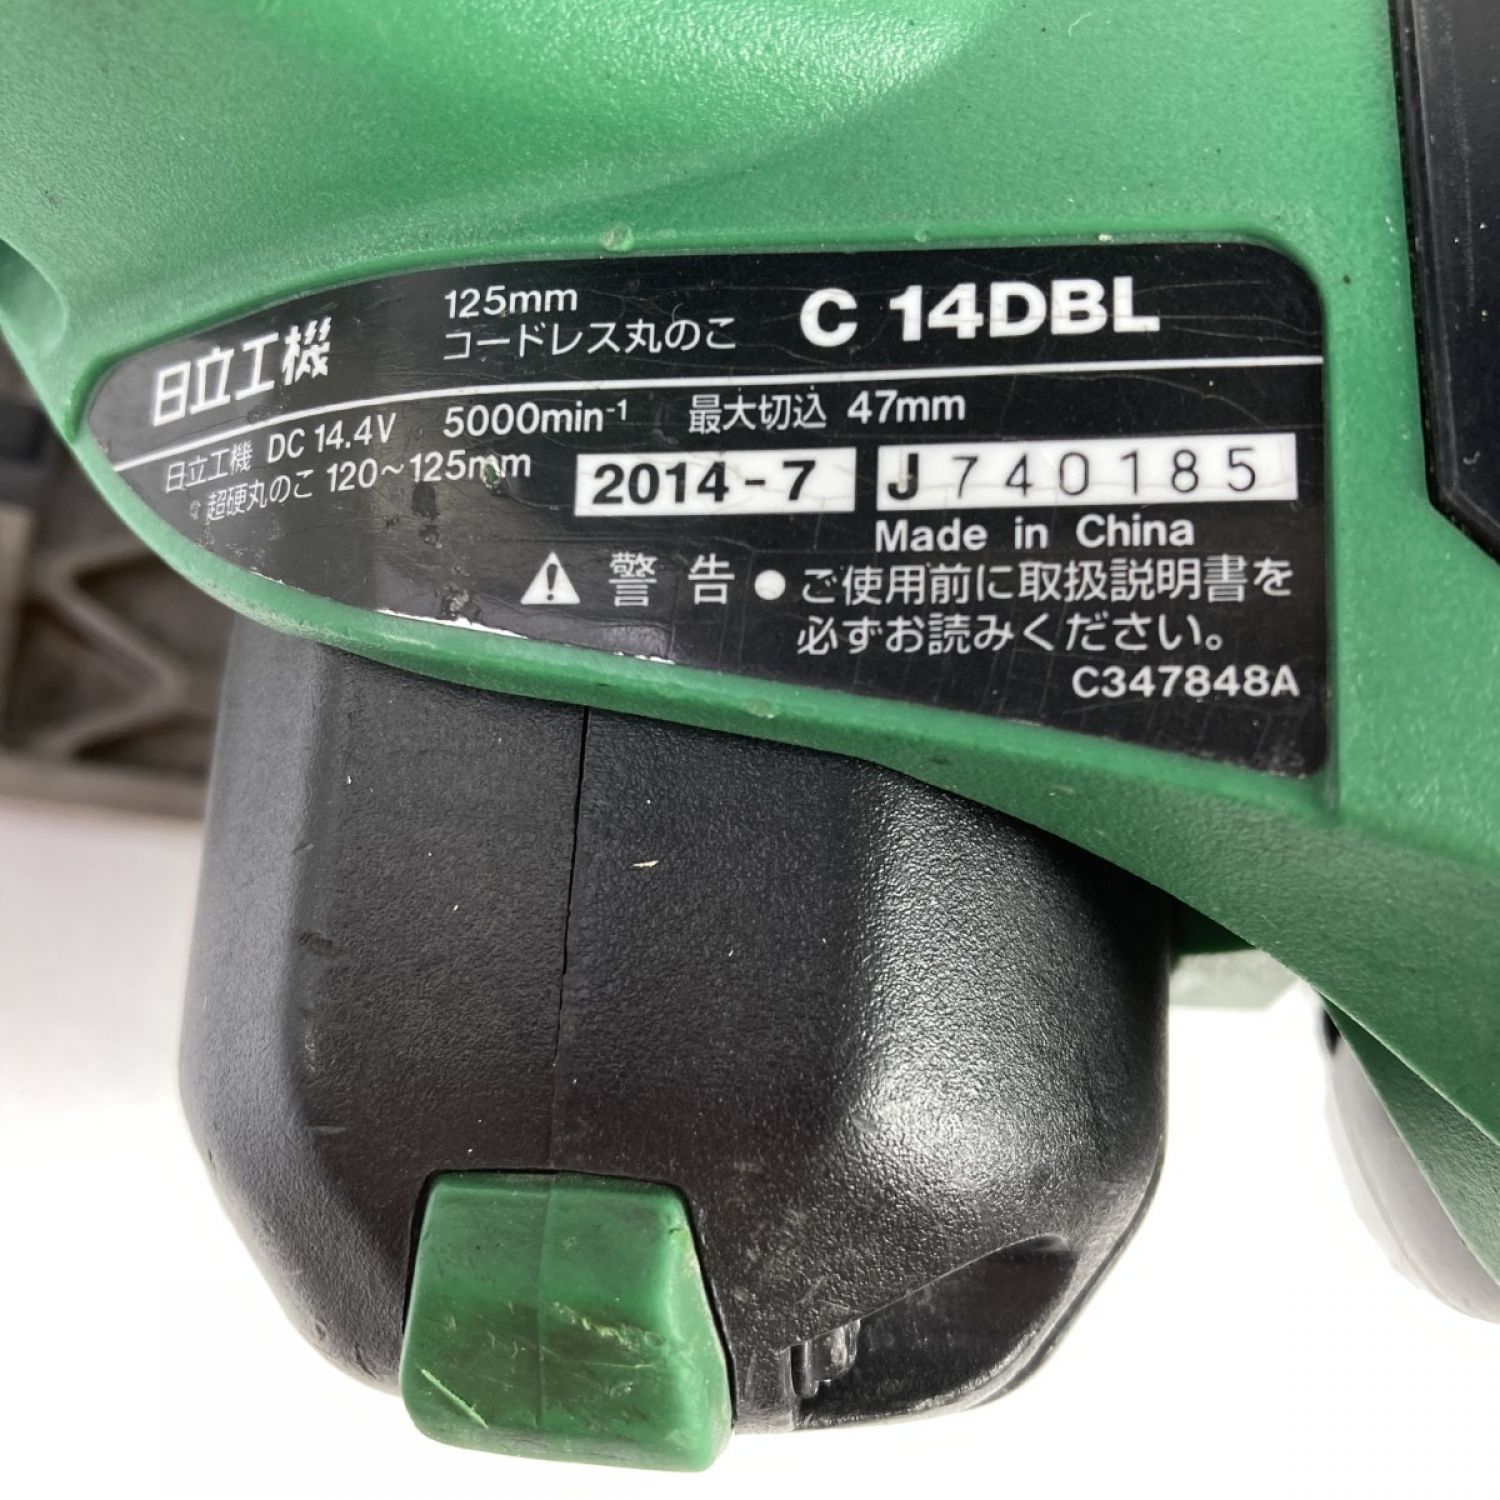 日立工機
125mm
コードレス丸のこ
C 14DBL
日立工機 DC 14.4V 5000min-1 最大切込 47mm
超硬丸のこ 120～125mm
2014-7 J740185
Made in China
警告 ●ご使用前に取扱説明書を
必ずお読みください。
C347848A